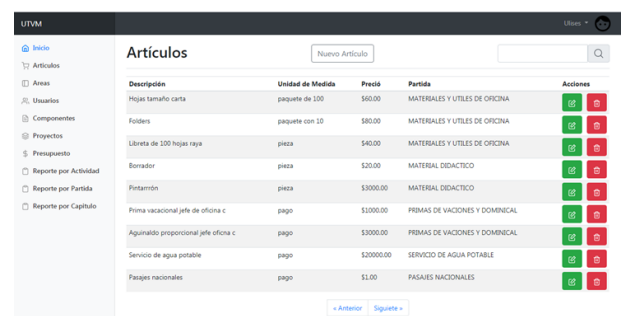 UTVM
Ulises
Inicio
Artículos
Areas
Usuarios
Componentes
Proyectos
$ Presupuesto
Reporte por Actividad
Reporte por Partida
Reporte por Capitulo
Artículos
Nuevo Artículo
Descripción Unidad de Medida Preció Partida Acciones
Hojas tamaño carta paquete de 100 $60.00 MATERIALES Y UTILES DE OFICINA
Folders paquete con 10 $80.00 MATERIALES Y UTILES DE OFICINA
Libreta de 100 hojas raya pieza $40.00 MATERIALES Y UTILES DE OFICINA
Borrador pieza $20.00 MATERIAL DIDACTICO
Pintarrrón pieza $3000.00 MATERIAL DIDACTICO
Prima vacacional jefe de oficina c pago $1000.00 PRIMAS DE VACIONES Y DOMINICAL
Aguinaldo proporcional jefe oficna c pago $3000.00 PRIMAS DE VACIONES Y DOMINICAL
Servicio de agua potable pago $20000.00 SERVICIO DE AGUA POTABLE
Pasajes nacionales pago $1.00 PASAJES NACIONALES
« Anterior Siguiete »